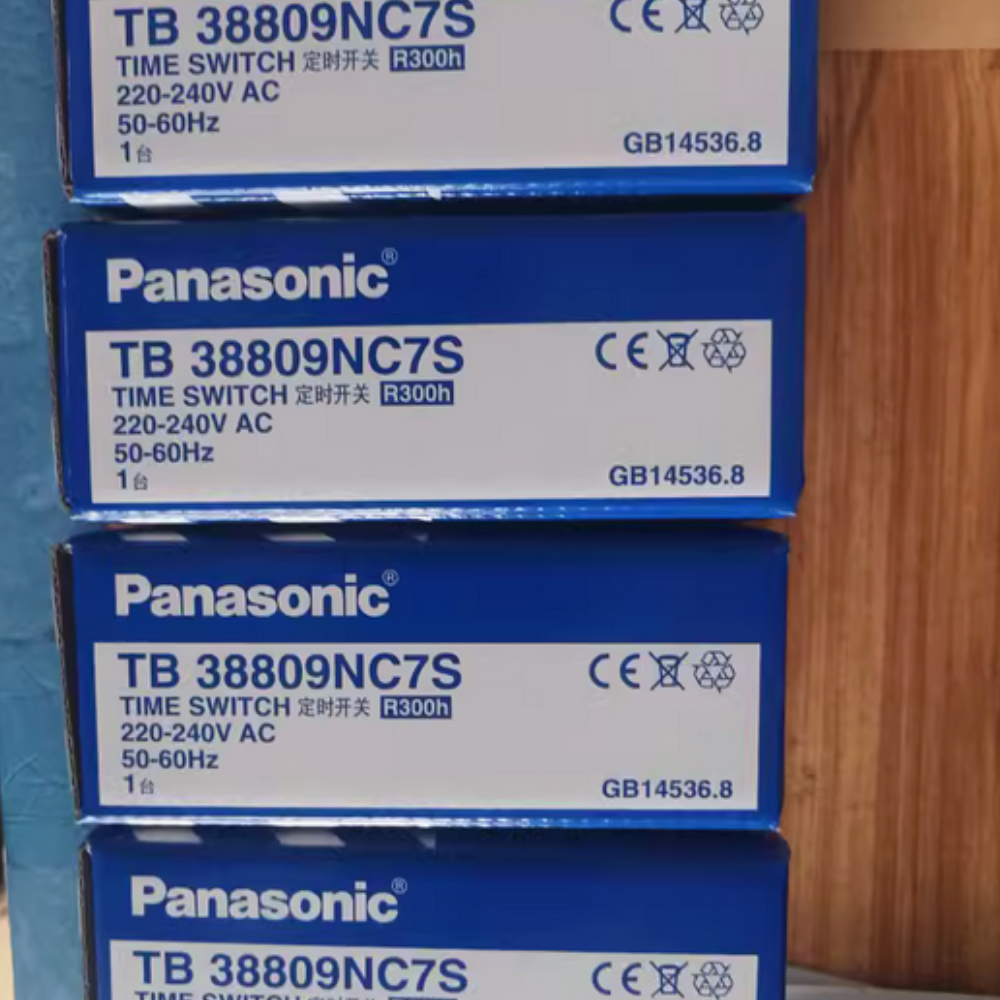 TB 38809NC7S
TIME SWITCH 定时开关 R300h
220-240V AC
50-60Hz
1台
GB14536.8
Panasonic®
TB 38809NC7S
TIME SWITCH 定时开关 R300h
220-240V AC
50-60Hz
1台
GB14536.8
Panasonic®
TB 38809NC7S
TIME SWITCH 定时开关 R300h
220-240V AC
50-60Hz
1台
GB14536.8
Panasonic®
TB 38809NC7S
TIME SWITCH